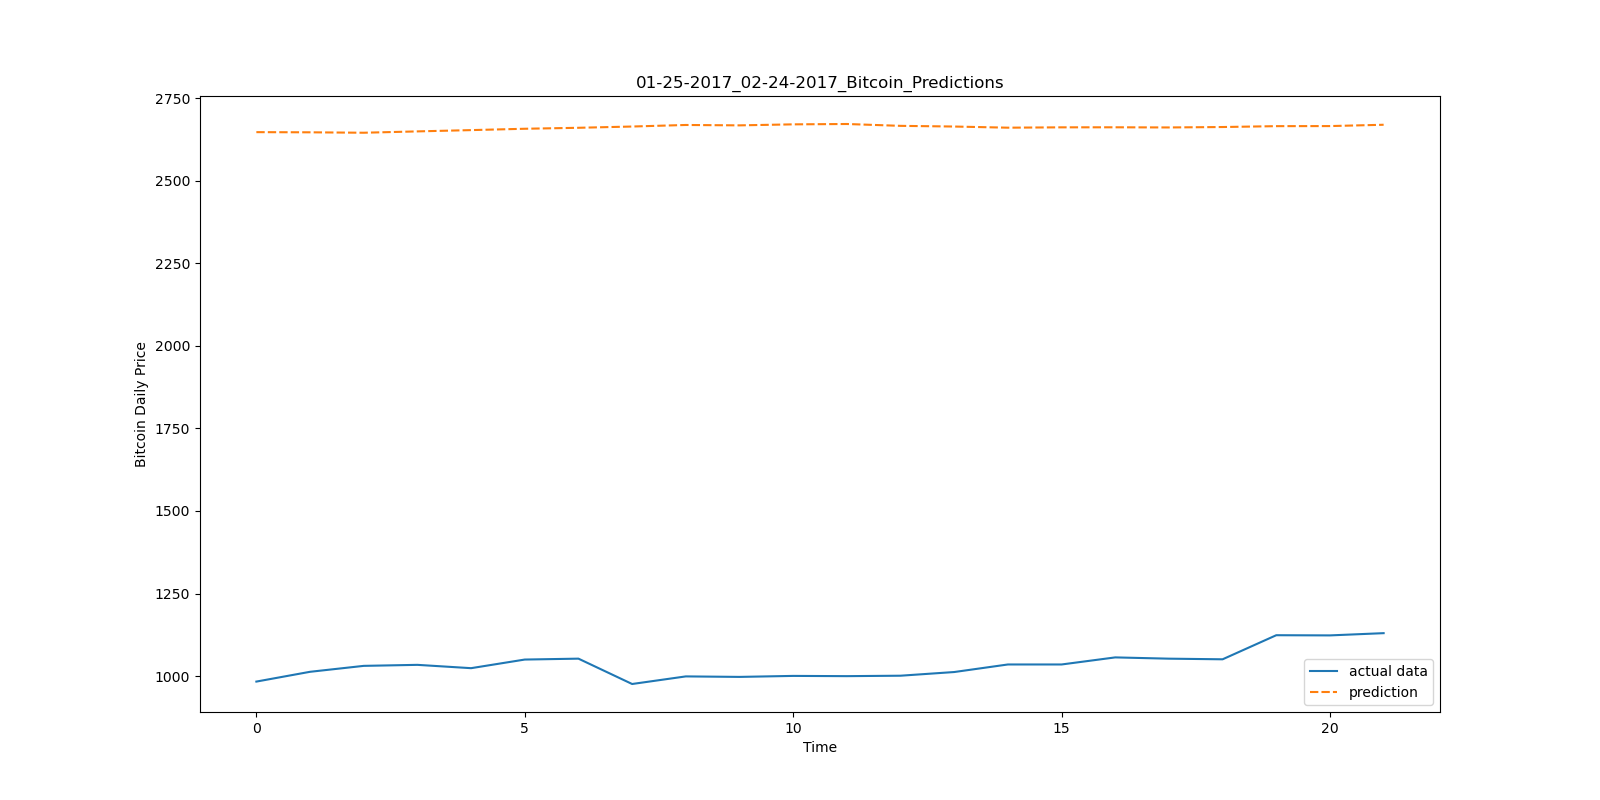 01-25-2017_02-24-2017_Bitcoin_Predictions
2750
2500
2250
2000
1750
1500
1250
1000
Bitcoin Daily Price
0 5 10 15 20
Time
actual data
prediction